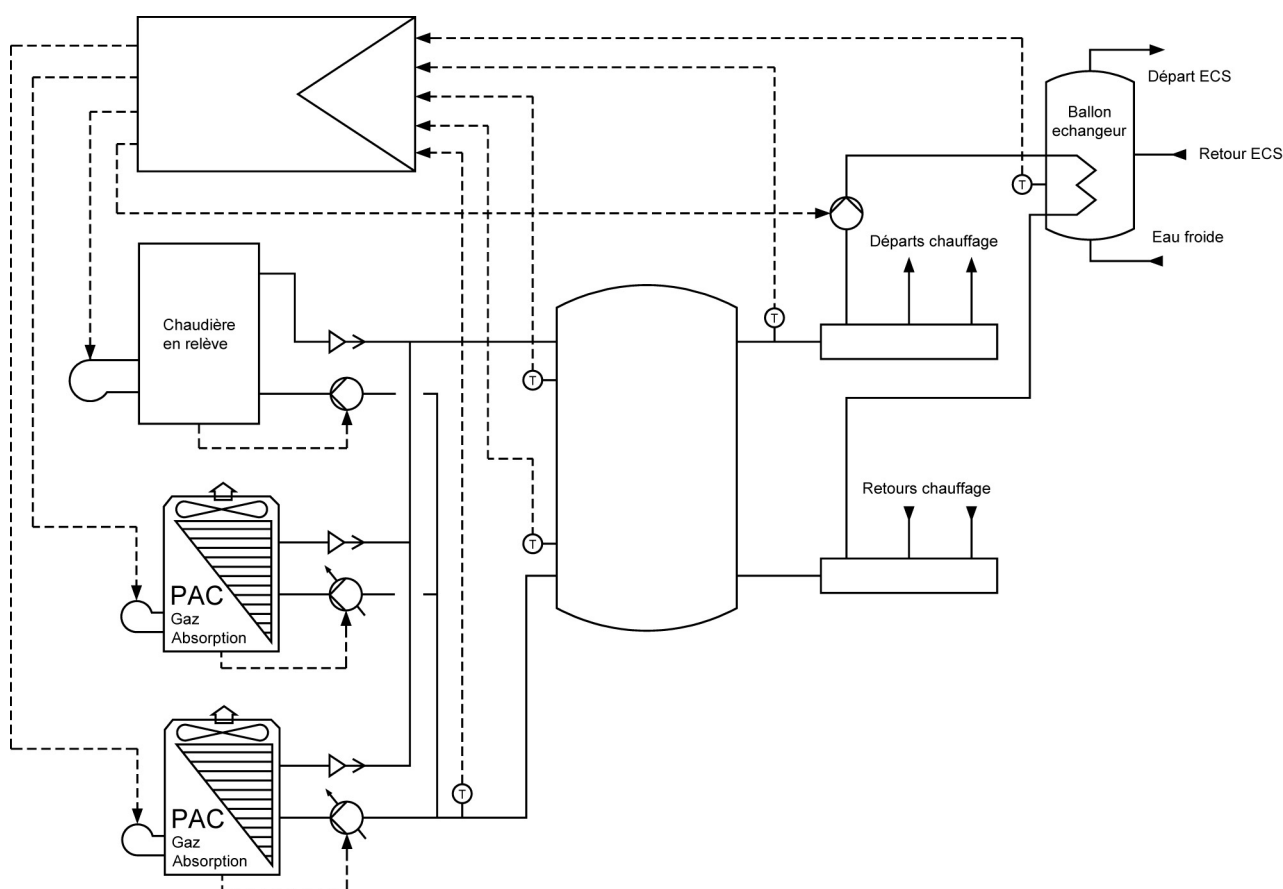 Départ ECS
Ballon
echangeur
Retour ECS
T
Eau froide
Départs chauffage
T
Chaudière
en relève
T
Retours chauffage
T
PAC
Gaz
Absorption
T
PAC
Gaz
Absorption